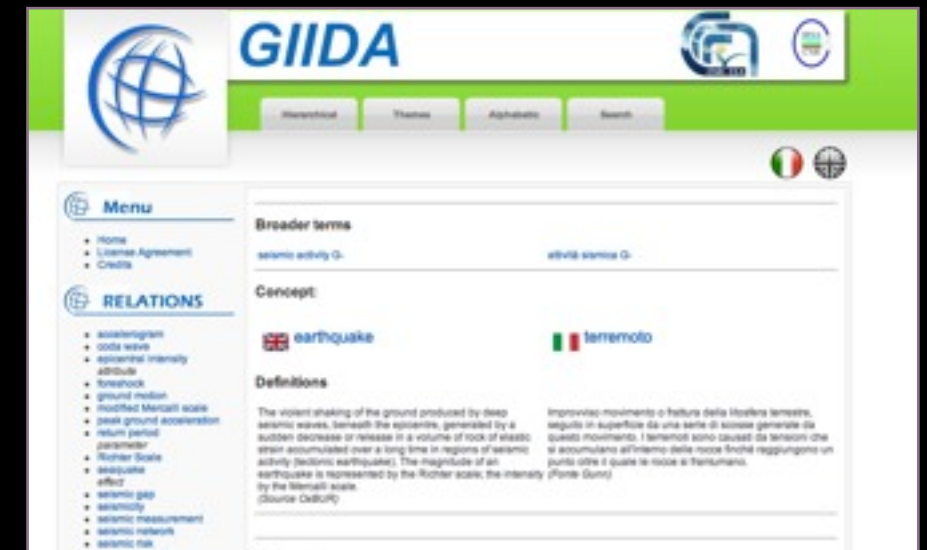 GIIDA
Hierarchical Themes Alphabetic Search
Menu
Home
License Agreement
Credits
RELATIONS
accelerogram
coda wave
epicentral intensity
attribute
foreshock
ground motion
modified Mercalli scale
peak ground acceleration
return period
parameter
Richter Scale
seaquake
effect
seismic gap
seismicity
seismic measurement
seismic network
seismic risk
Broader terms
seismic activity G- attività sismica G-
Concept:
earthquake terremoto
Definitions
The violent shaking of the ground produced by deep
seismic waves, beneath the epicentre, generated by a
sudden decrease or release in a volume of rock of elastic
strain accumulated over a long time in regions of seismic
activity (tectonic earthquake). The magnitude of an
earthquake is represented by the Richter scale; the intensity
by the Mercalli scale.
(Source OxBUR)
Improvviso movimento o frattura della litosfera terrestre,
seguito in superficie da una serie di scosse generate da
questo movimento. I terremoti sono causati da tensioni che
si accumulano all'interno delle rocce finché raggiungono un
punto oltre il quale le rocce si frantumano.
(Fonte Gunn)